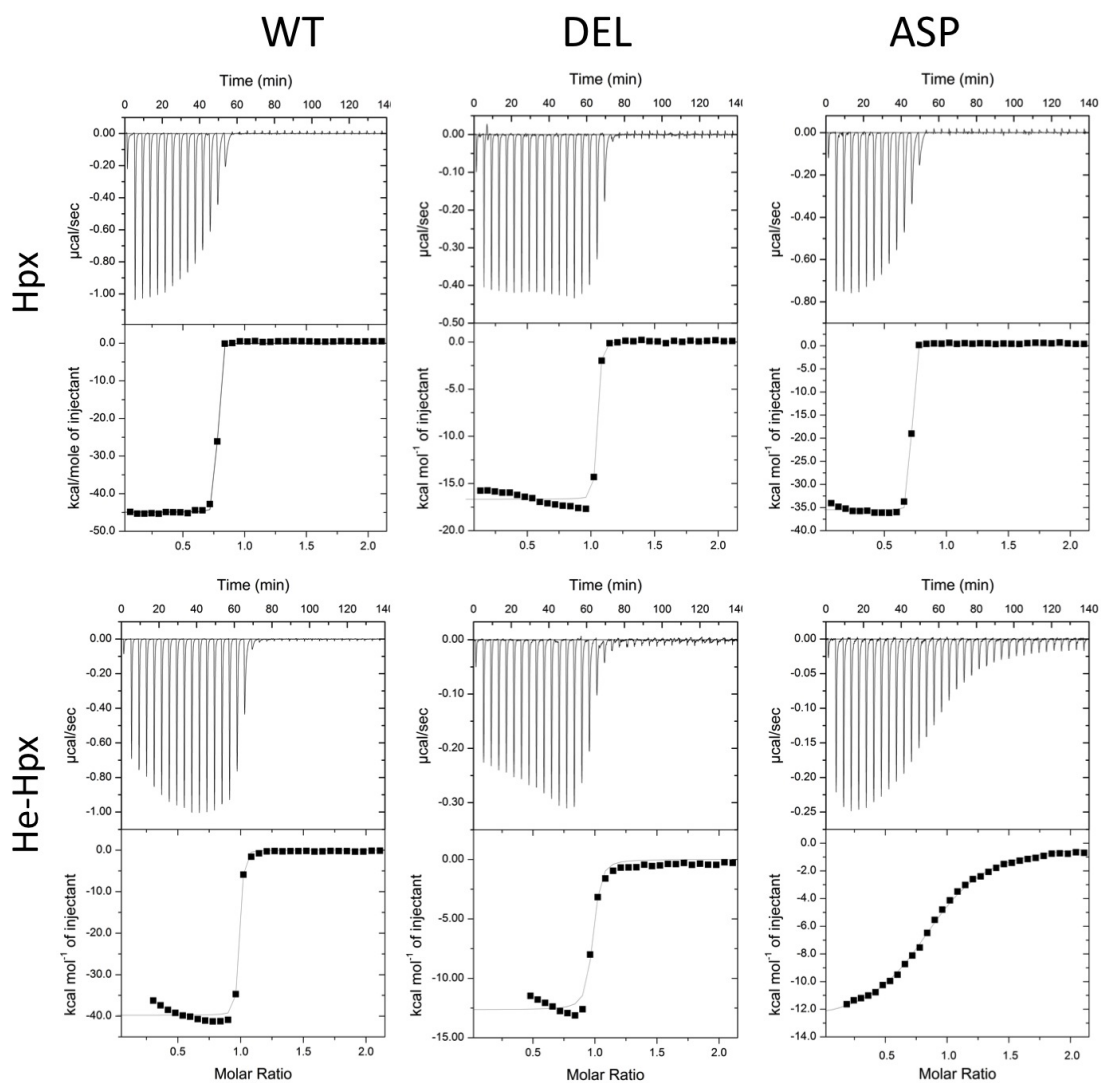 WT DEL ASP
Hpx
Time (min) Time (min) Time (min)
0 20 40 60 80 100 120 14( 0 20 40 60 80 100 120 140 0 20 40 60 80 100 120 140
0.00 -0.20 -0.40 -0.60 -0.80 -1.00
µcal/sec
0.00 -0.10 -0.20 -0.30 -0.40 -0.50
µcal/sec
0.00 -0.20 -0.40 -0.60 -0.80
µcal/sec
0.0 -10.0 -20.0 -30.0 -40.0 -50.0
kcal/mole of injectant
0.0 -5.0 -10.0 -15.0 -20.0
kcal mol⁻¹ of injectant
0.0 -5.0 -10.0 -15.0 -20.0 -25.0 -30.0 -35.0 -40.0
kcal mol⁻¹ of injectant
0.5 1.0 1.5 2.0 0.5 1.0 1.5 2.0 0.5 1.0 1.5 2.0
He-Hpx
Time (min) Time (min) Time (min)
0 20 40 60 80 100 120 140 0 20 40 60 80 100 120 140 0 20 40 60 80 100 120 140
0.00 -0.20 -0.40 -0.60 -0.80 -1.00
µcal/sec
0.00 -0.10 -0.20 -0.30
µcal/sec
0.00 -0.05 -0.10 -0.15 -0.20 -0.25
µcal/sec
0.0 -10.0 -20.0 -30.0 -40.0
kcal mol⁻¹ of injectant
0.00 -5.00 -10.00 -15.00
kcal mol⁻¹ of injectant
0.0 -2.0 -4.0 -6.0 -8.0 -10.0 -12.0 -14.0
kcal mol⁻¹ of injectant
0.5 1.0 1.5 2.0 0.5 1.0 1.5 2.0 0.5 1.0 1.5 2.0
Molar Ratio Molar Ratio Molar Ratio